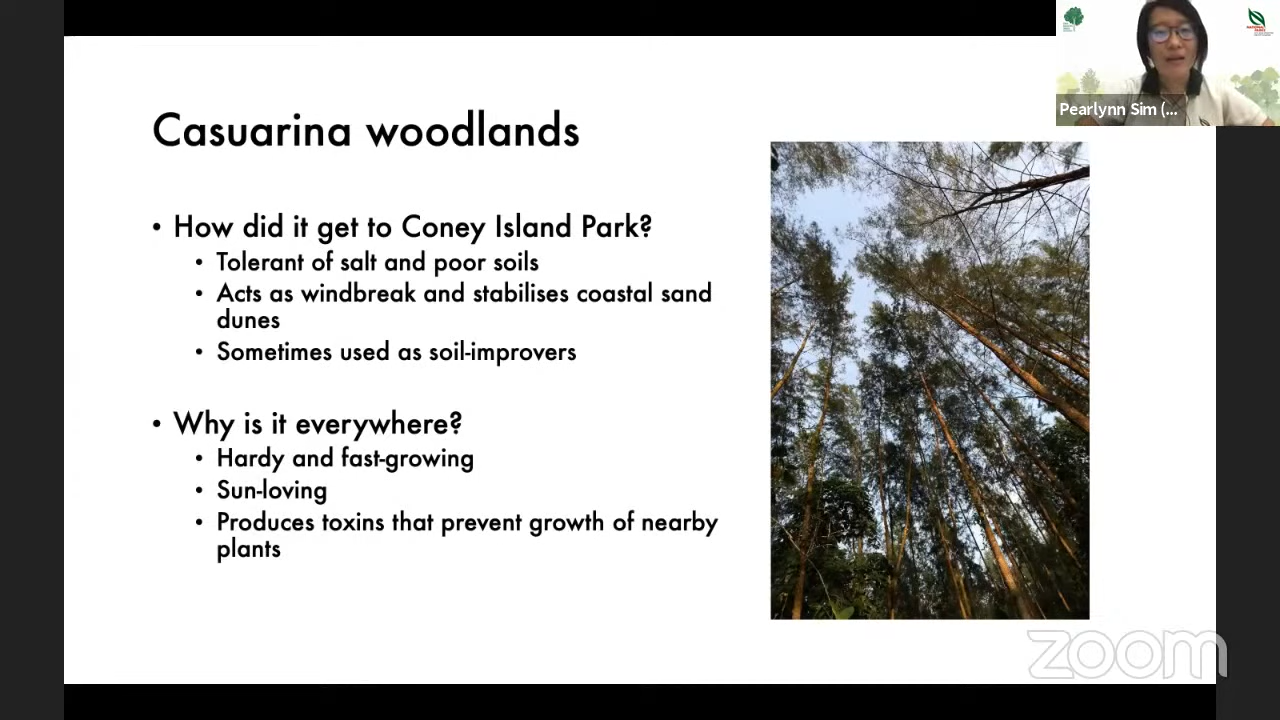 Casuarina woodlands
• How did it get to Coney Island Park?
• Tolerant of salt and poor soils
• Acts as windbreak and stabilises coastal sand
dunes
• Sometimes used as soil-improvers
• Why is it everywhere?
• Hardy and fast-growing
• Sun-loving
• Produces toxins that prevent growth of nearby
plants
Pearlynn Sim (...
zoom